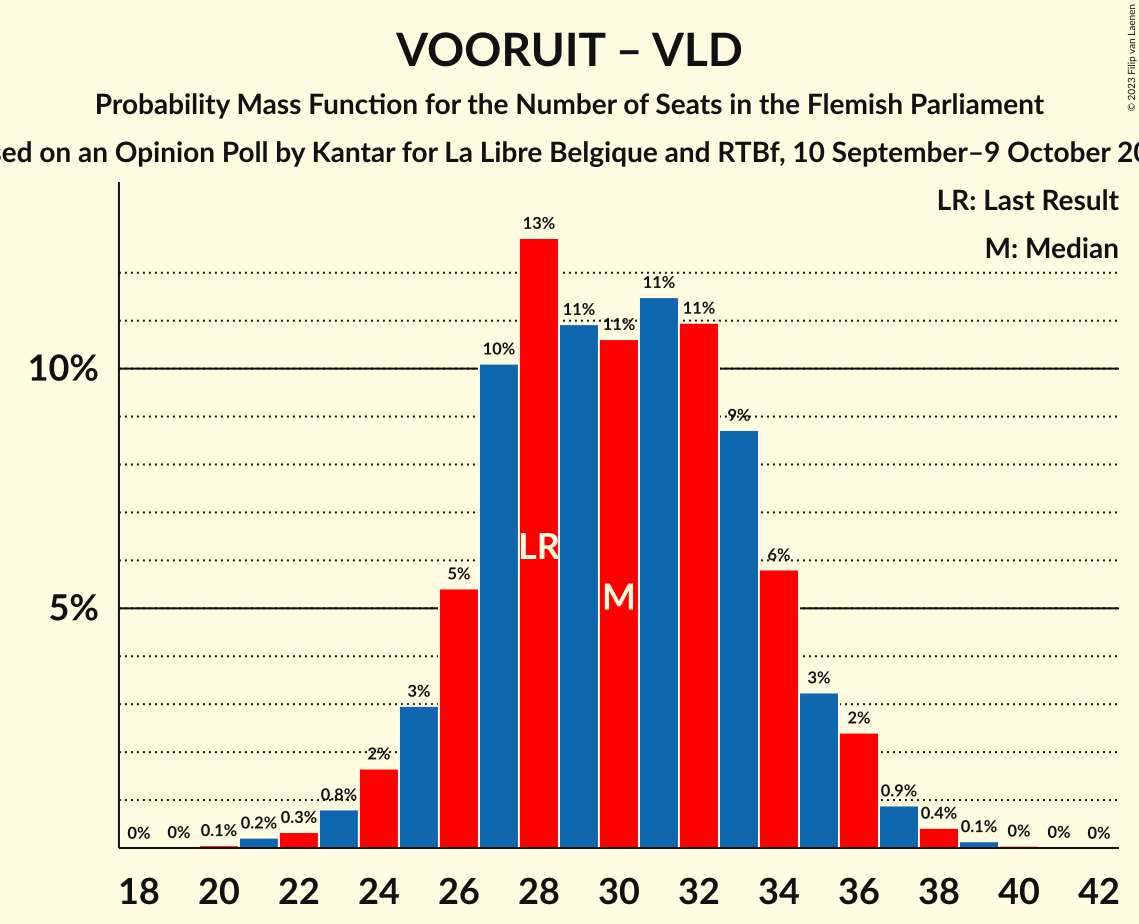 VOORUIT – VLD
Probability Mass Function for the Number of Seats in the Flemish Parliament
on an Opinion Poll by Kantar for La Libre Belgique and RTBf, 10 September–9 October
© 2023 Filip van Laenen
LR: Last Result
M: Median
10%
5%
0% 0% 0.1% 0.2% 0.3% 0.8% 2% 3% 5% 10% 13% 11% 11% 11% 11% 9% 6% 3% 2% 0.9% 0.4% 0.1% 0% 0% 0%
LR
M
18 20 22 24 26 28 30 32 34 36 38 40 42